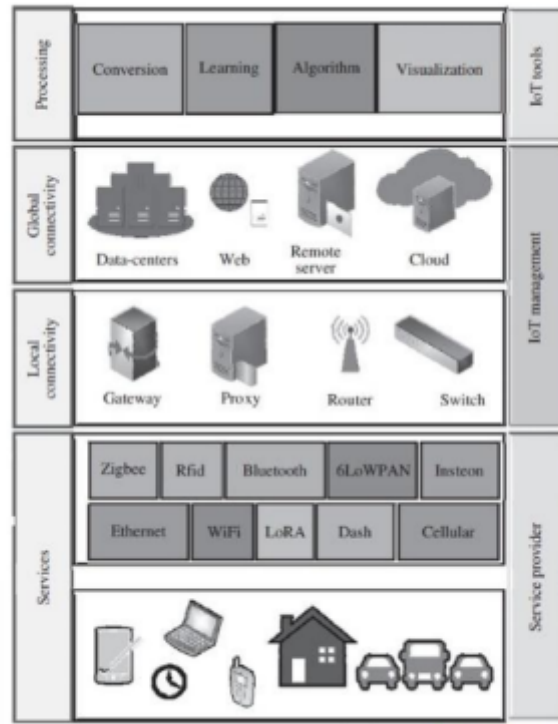 Processing
Conversion
Learning
Algorithm
Visualization
IoT tools
Global
connectivity
Data-centers
Web
Remote
server
Cloud
IoT management
Local
connectivity
Gateway
Proxy
Router
Switch
Services
Zigbee
Rfid
Bluetooth
6LoWPAN
Insteon
Ethernet
WiFi
LoRA
Dash
Cellular
Service provider